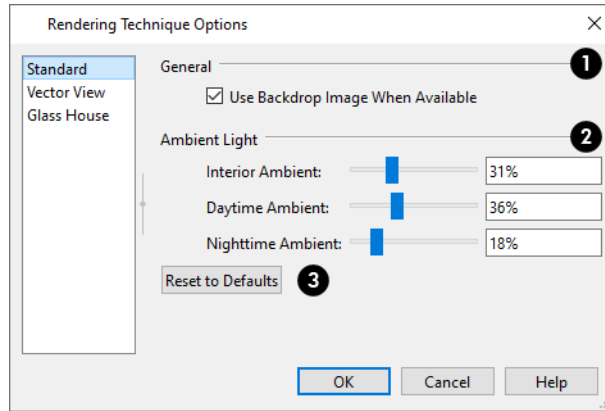 Rendering Technique Options
Standard
Vector View
Glass House
General
1
Use Backdrop Image When Available
Ambient Light
2
Interior Ambient: 31%
Daytime Ambient: 36%
Nighttime Ambient: 18%
Reset to Defaults
3
OK Cancel Help